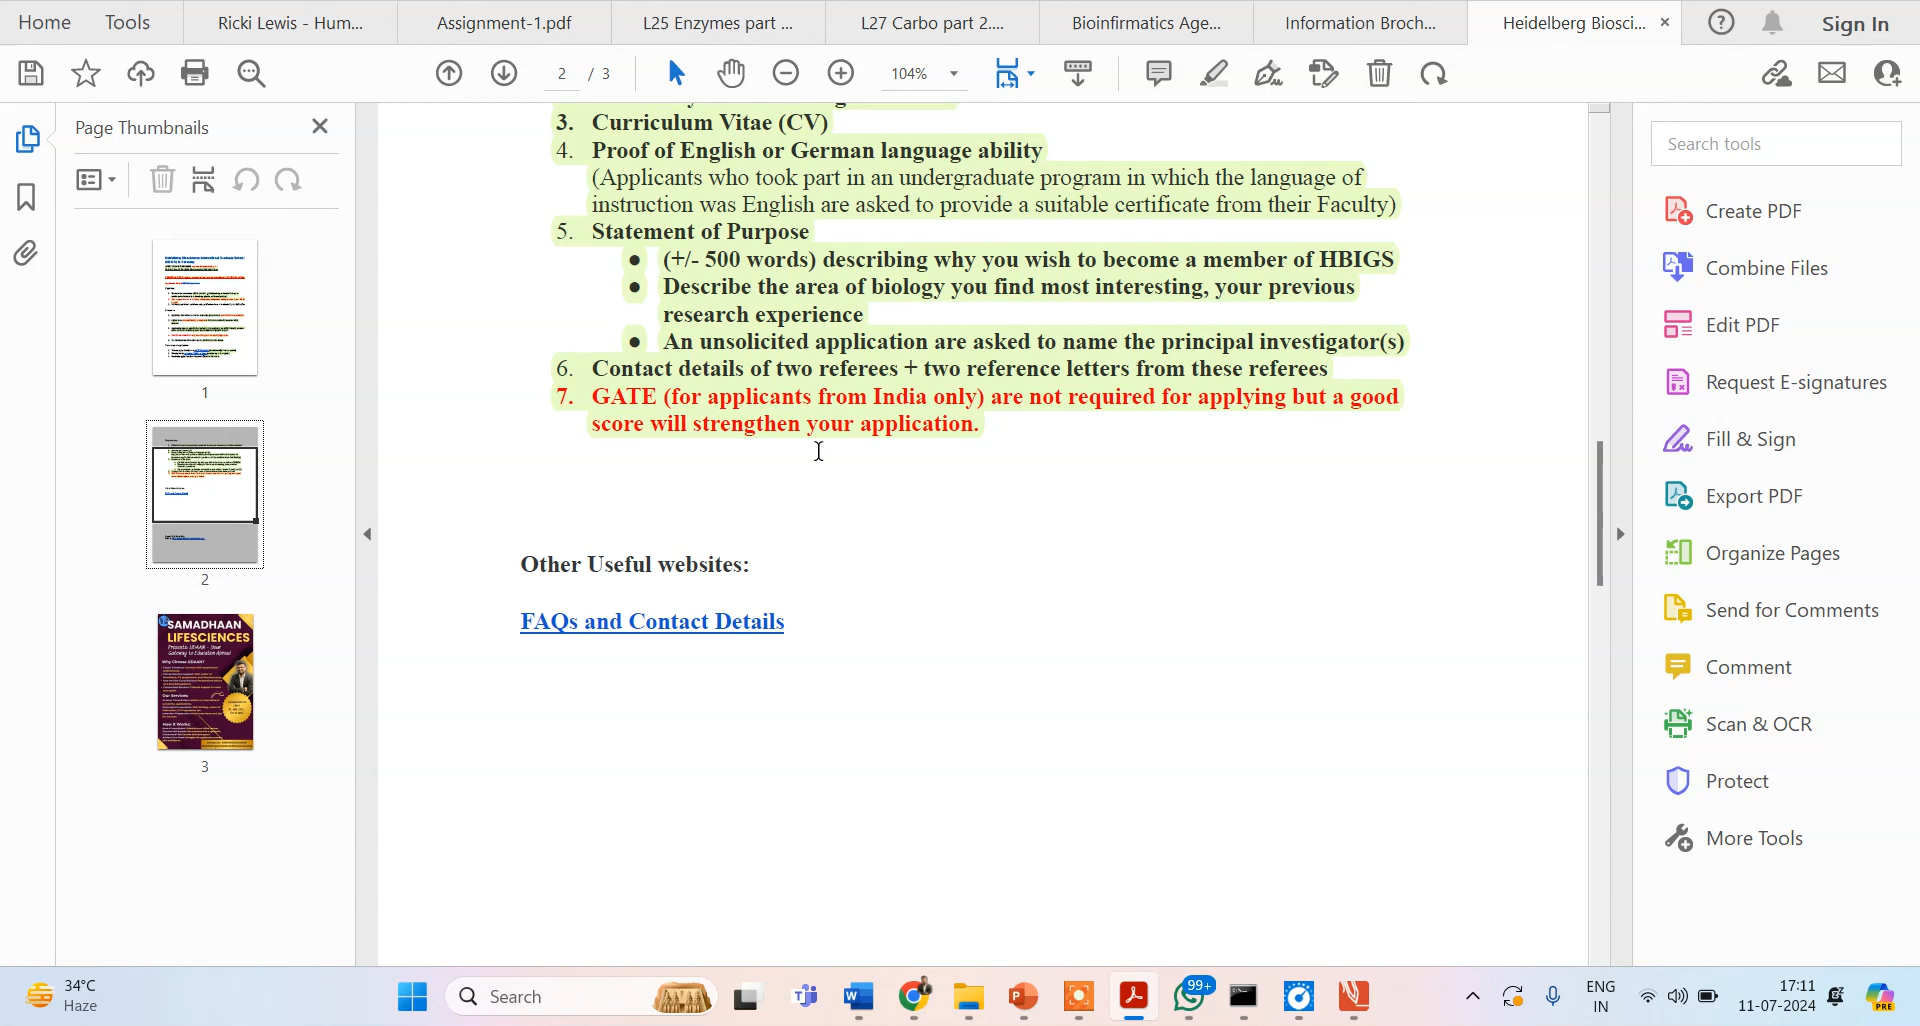 Home Tools Ricki Lewis - Hum... Assignment-1.pdf L25 Enzymes part ... L27 Carbo part 2.... Bioinfirmatics Age... Information Broch... Heidelberg Biosci... × Sign In
2 / 3 104%
Page Thumbnails
3. Curriculum Vitae (CV)
4. Proof of English or German language ability
(Applicants who took part in an undergraduate program in which the language of
instruction was English are asked to provide a suitable certificate from their Faculty)
5. Statement of Purpose
● (+/- 500 words) describing why you wish to become a member of HBIGS
● Describe the area of biology you find most interesting, your previous
research experience
● An unsolicited application are asked to name the principal investigator(s)
6. Contact details of two referees + two reference letters from these referees
7. GATE (for applicants from India only) are not required for applying but a good
score will strengthen your application.
Other Useful websites:
FAQs and Contact Details
1
2
SAMADHAAN
LIFESCIENCES
3
Search tools
Create PDF
Combine Files
Edit PDF
Request E-signatures
Fill & Sign
Export PDF
Organize Pages
Send for Comments
Comment
Scan & OCR
Protect
More Tools
34°C
Haze
Search
99+
ENG
IN
17:11
11-07-2024
PRE